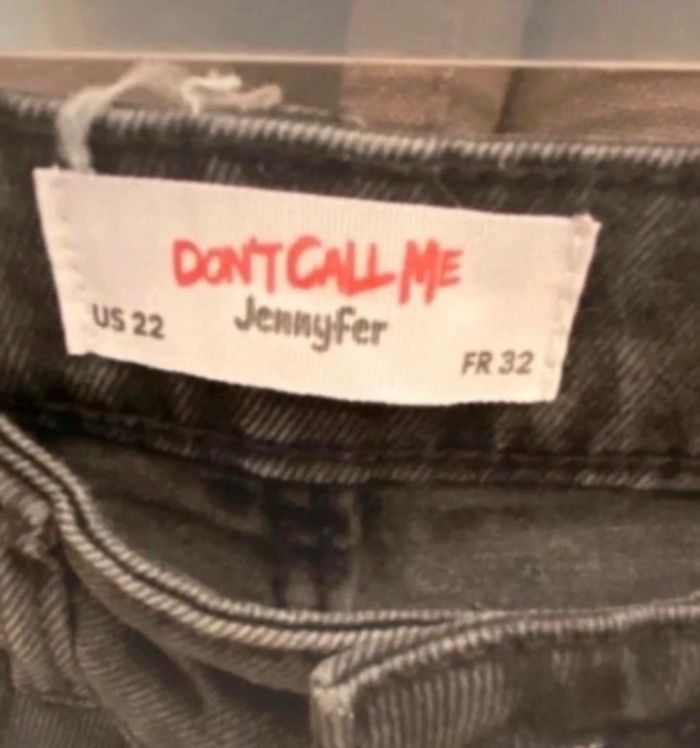 DON'T CALL ME
Jennyfer
US 22
FR 32